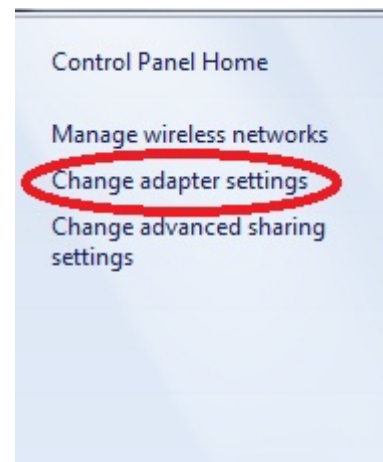 Control Panel Home
Manage wireless networks
Change adapter settings
Change advanced sharing
settings